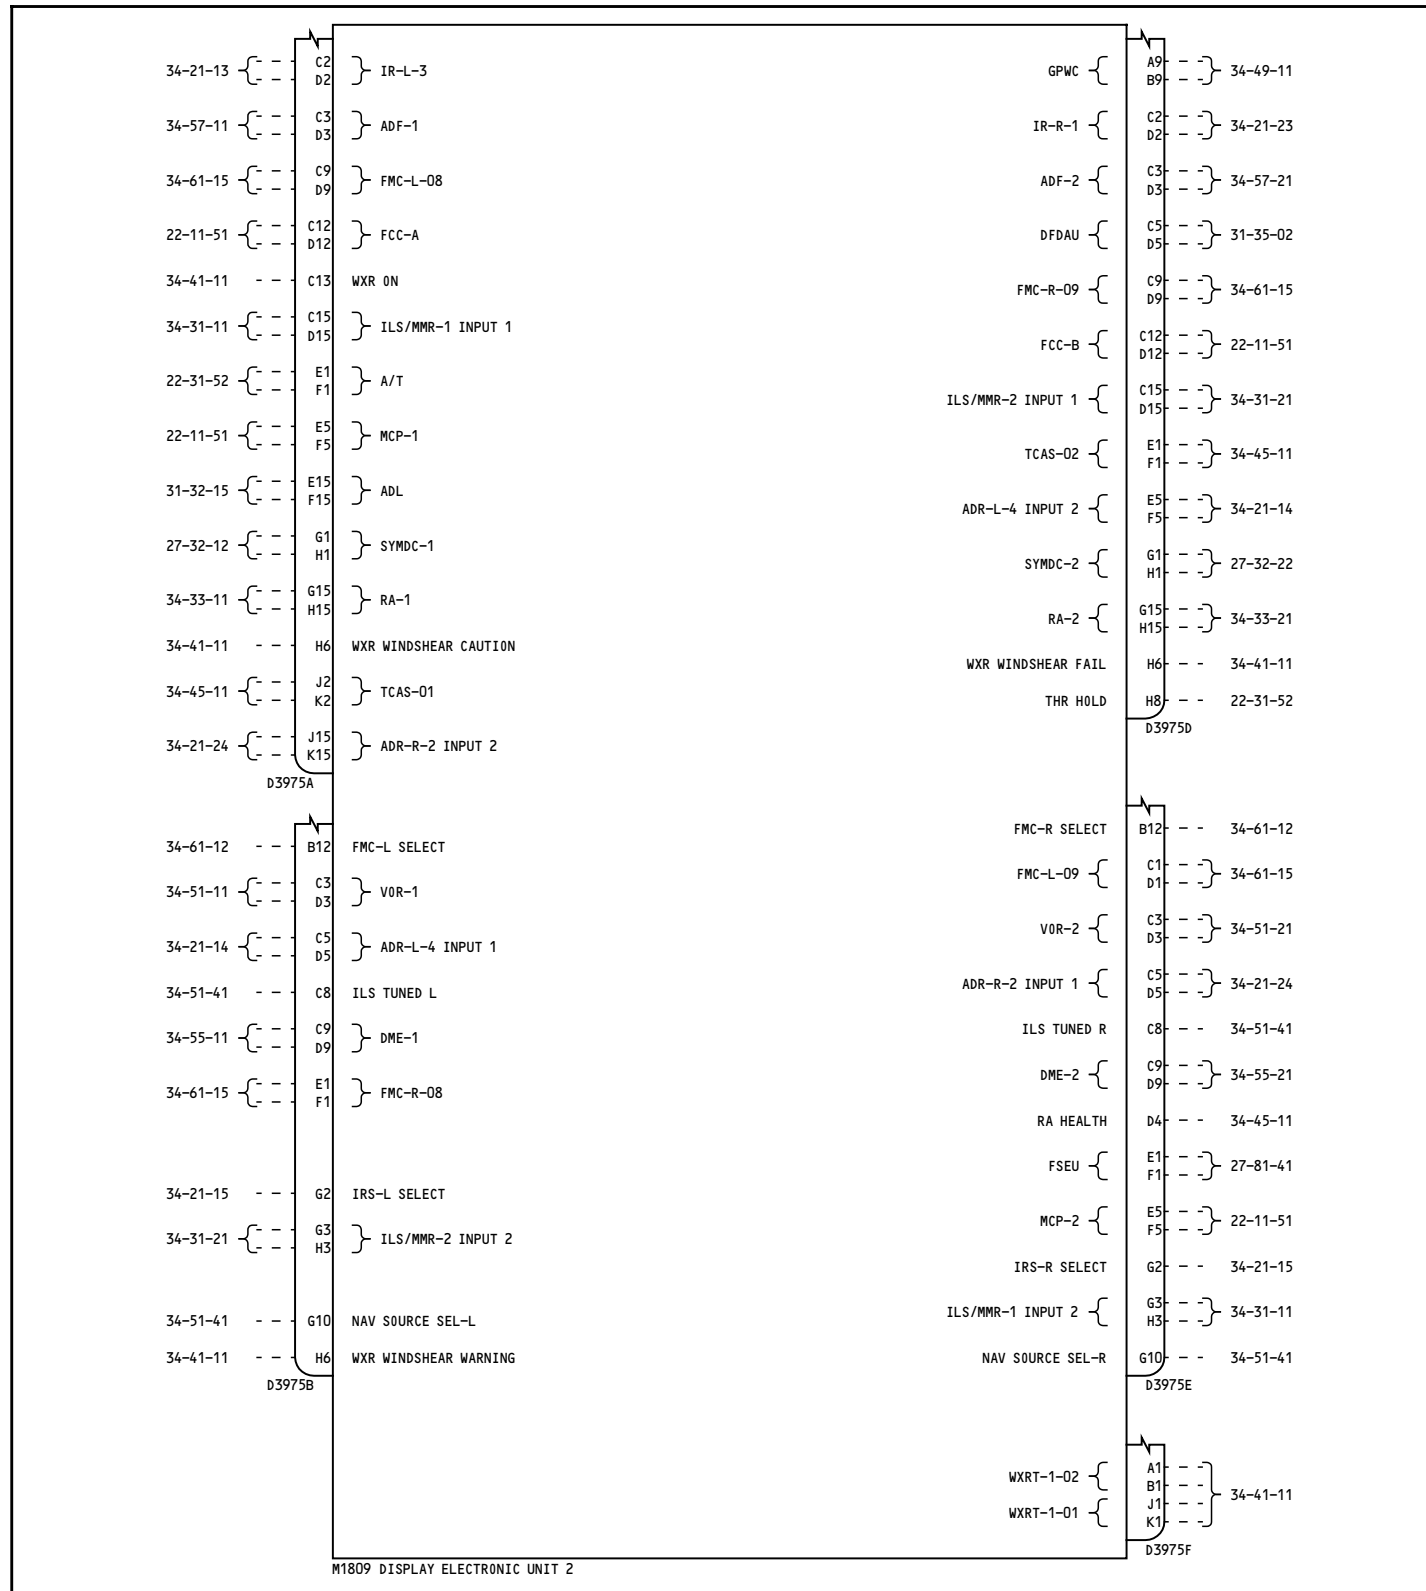 34-21-13 C2 D2 IR-L-3
34-57-11 C3 D3 ADF-1
34-61-15 C9 D9 FMC-L-08
22-11-51 C12 D12 FCC-A
34-41-11 C13 WXR ON
34-31-11 C15 D15 ILS/MMR-1 INPUT 1
22-31-52 E1 F1 A/T
22-11-51 E5 F5 MCP-1
31-32-15 E15 F15 ADL
27-32-12 G1 H1 SYMDC-1
34-33-11 G15 H15 RA-1
34-41-11 H6 WXR WINDSHEAR CAUTION
34-45-11 J2 K2 TCAS-01
34-21-24 J15 K15 ADR-R-2 INPUT 2
D3975A
34-61-12 B12 FMC-L SELECT
34-51-11 C3 D3 VOR-1
34-21-14 C5 D5 ADR-L-4 INPUT 1
34-51-41 C8 ILS TUNED L
34-55-11 C9 D9 DME-1
34-61-15 E1 F1 FMC-R-08
34-21-15 G2 IRS-L SELECT
34-31-21 G3 H3 ILS/MMR-2 INPUT 2
34-51-41 G10 NAV SOURCE SEL-L
34-41-11 H6 WXR WINDSHEAR WARNING
D3975B
GPWC A9 B9 34-49-11
IR-R-1 C2 D2 34-21-23
ADF-2 C3 D3 34-57-21
DFDAU C5 D5 31-35-02
FMC-R-09 C9 D9 34-61-15
FCC-B C12 D12 22-11-51
ILS/MMR-2 INPUT 1 C15 D15 34-31-21
TCAS-02 E1 F1 34-45-11
ADR-L-4 INPUT 2 E5 F5 34-21-14
SYMDC-2 G1 H1 27-32-22
RA-2 G15 H15 34-33-21
WXR WINDSHEAR FAIL H6 34-41-11
THR HOLD H8 22-31-52
D3975D
FMC-R SELECT B12 34-61-12
FMC-L-09 C1 D1 34-61-15
VOR-2 C3 D3 34-51-21
ADR-R-2 INPUT 1 C5 D5 34-21-24
ILS TUNED R C8 34-51-41
DME-2 C9 D9 34-55-21
RA HEALTH D4 34-45-11
FSEU E1 F1 27-81-41
MCP-2 E5 F5 22-11-51
IRS-R SELECT G2 34-21-15
ILS/MMR-1 INPUT 2 G3 H3 34-31-11
NAV SOURCE SEL-R G10 34-51-41
D3975E
WXRT-1-02 A1 B1
WXRT-1-01 J1 K1 34-41-11
D3975F
M1809 DISPLAY ELECTRONIC UNIT 2